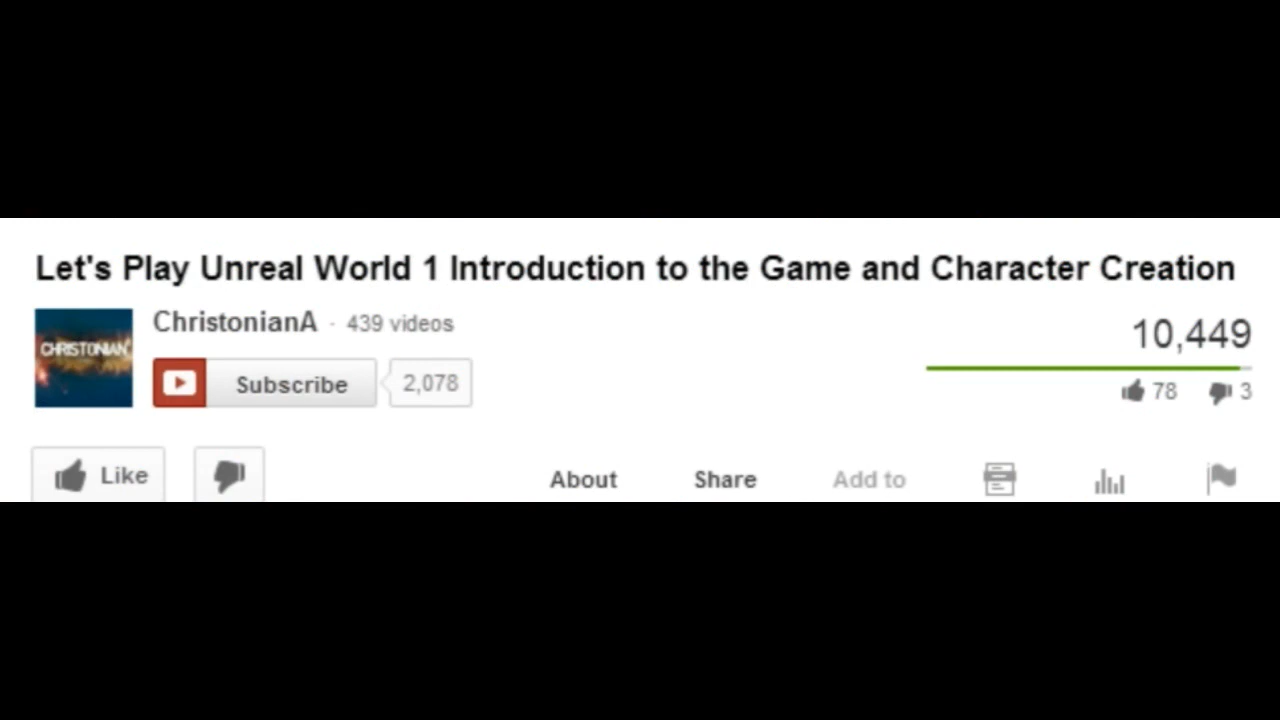 Let's Play Unreal World 1 Introduction to the Game and Character Creation
CHRISTONIAN
ChristonianA · 439 videos
10,449
Subscribe 2,078
78 3
Like About Share Add to